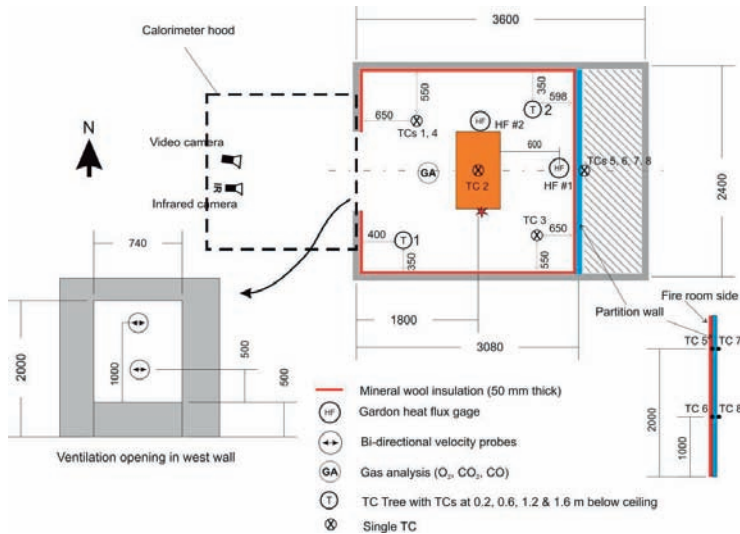 3600
Calorimeter hood
N
Video camera
IR
Infrared camera
650
550
TCs 1, 4
HF
HF #2
350
T 2
598
600
HF
HF #1
TCs 5, 6, 7, 8
GA
TC 2
TC 3
650
550
400
T 1
350
2400
1800
3080
Partition wall
Fire room side
TC 5
TC 7
TC 6
TC 8
2000
1000
740
2000
1000
500
500
Ventilation opening in west wall
Mineral wool insulation (50 mm thick)
HF Gardon heat flux gage
Bi-directional velocity probes
GA Gas analysis (O₂, CO₂, CO)
T TC Tree with TCs at 0.2, 0.6, 1.2 & 1.6 m below ceiling
Single TC